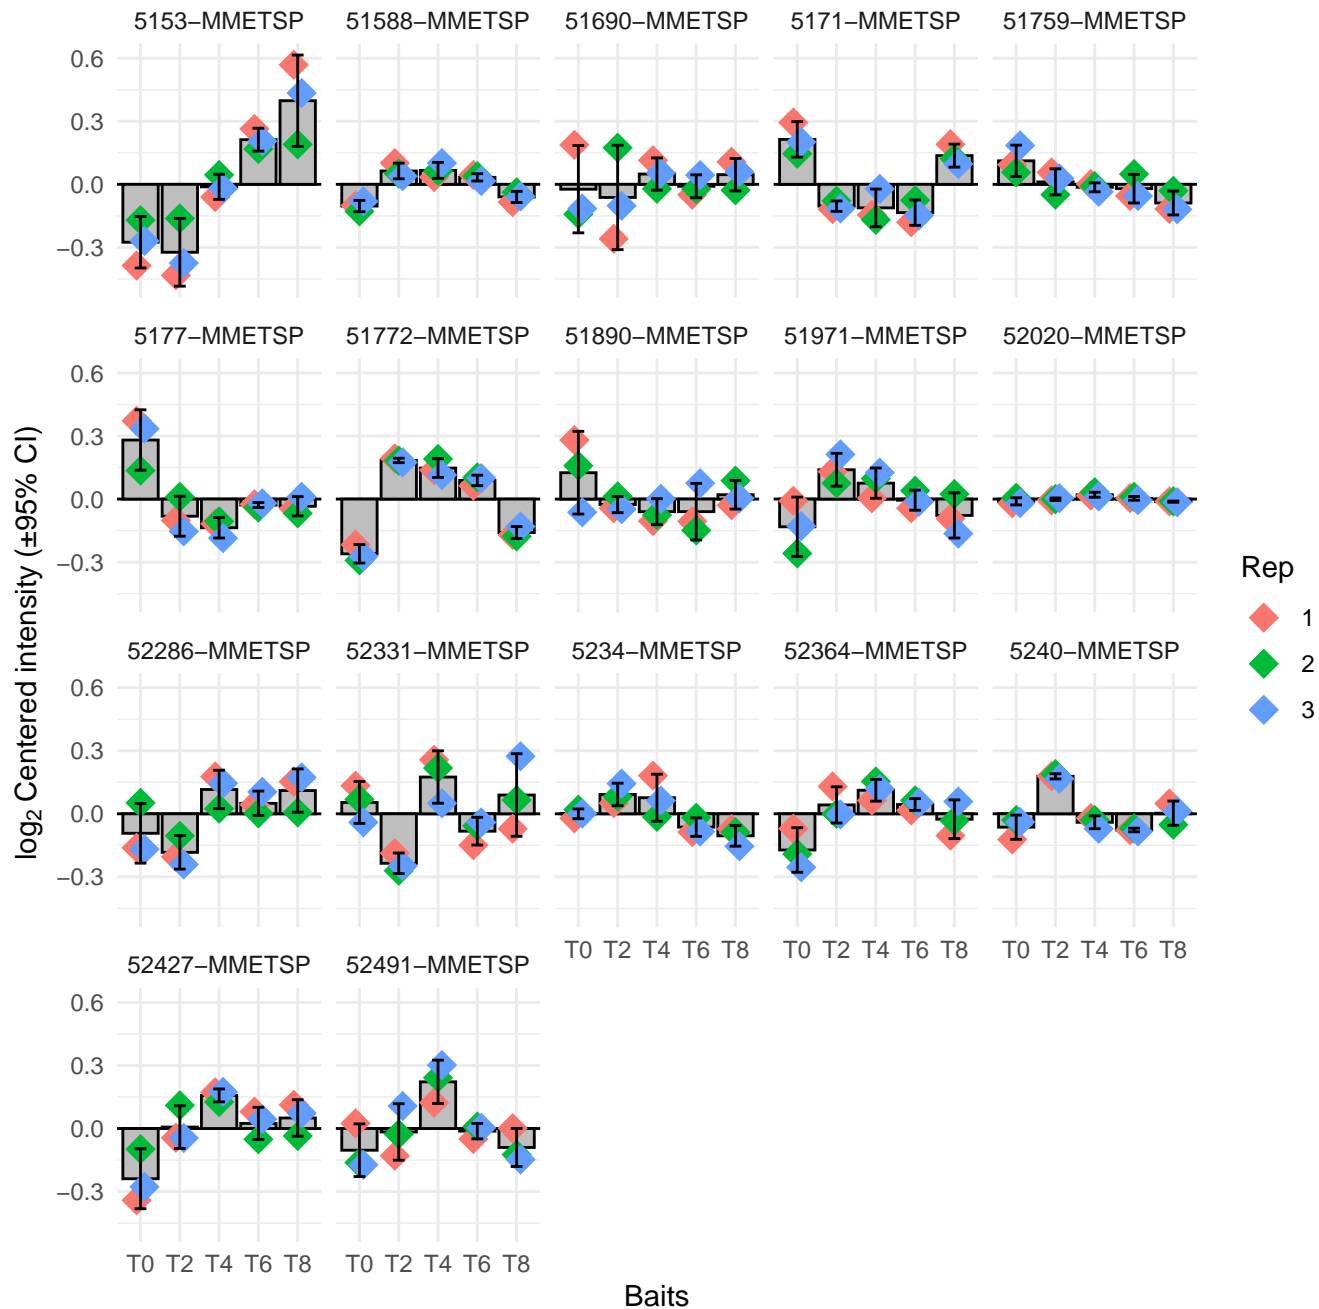 5153−MMETSP 51588−MMETSP 51690−MMETSP 5171−MMETSP 51759−MMETSP
0.6
0.3
0.0
−0.3
5177−MMETSP 51772−MMETSP 51890−MMETSP 51971−MMETSP 52020−MMETSP
0.6
0.3
0.0
−0.3
52286−MMETSP 52331−MMETSP 5234−MMETSP 52364−MMETSP 5240−MMETSP
0.6
0.3
0.0
−0.3
T0 T2 T4 T6 T8 T0 T2 T4 T6 T8 T0 T2 T4 T6 T8
52427−MMETSP 52491−MMETSP
0.6
0.3
0.0
−0.3
T0 T2 T4 T6 T8 T0 T2 T4 T6 T8
Baits
log2 Centered intensity (±95% CI)
Rep
1
2
3